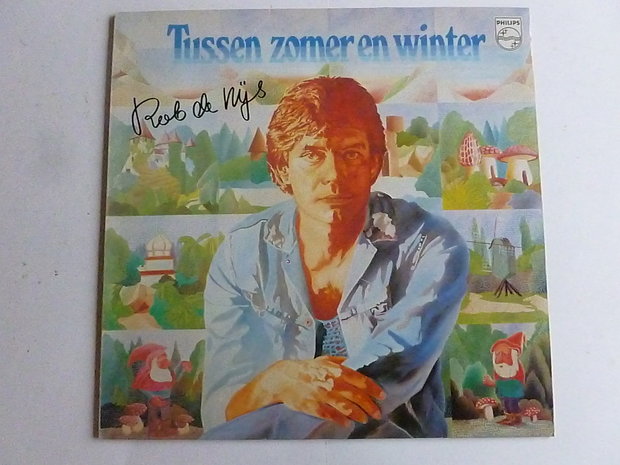 PHILIPS
Tussen zomer en winter
Rob de Nijs